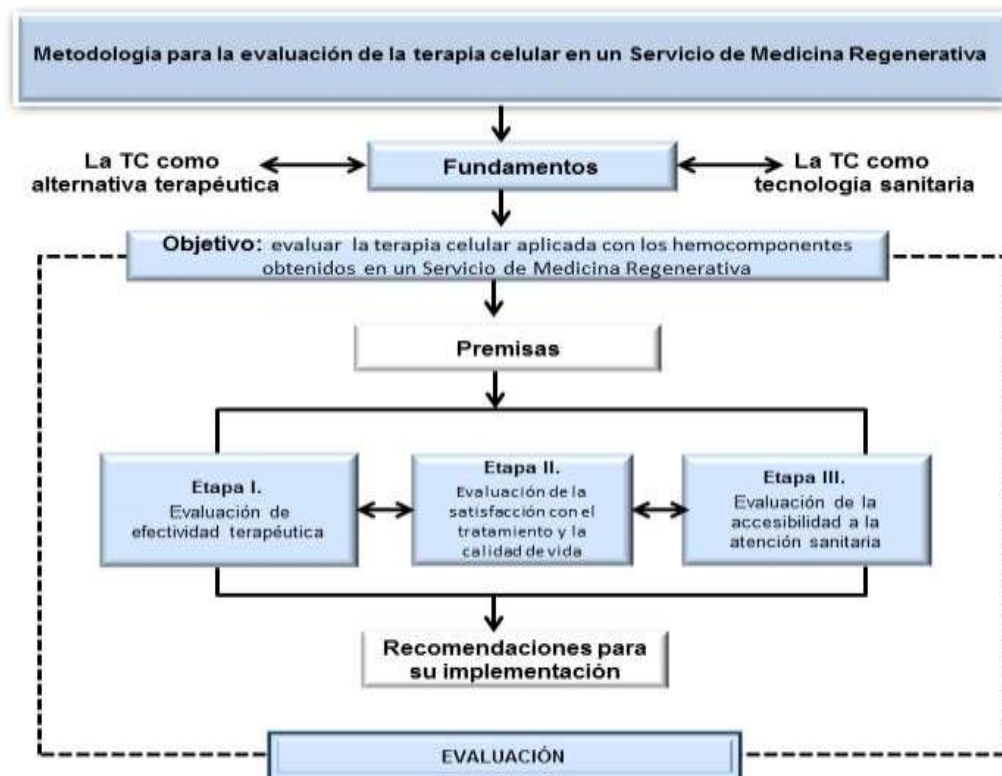 Metodología para la evaluación de la terapia celular en un Servicio de Medicina Regenerativa
La TC como
alternativa terapéutica
Fundamentos
La TC como
tecnología sanitaria
Objetivo: evaluar la terapia celular aplicada con los hemocomponentes
obtenidos en un Servicio de Medicina Regenerativa
Premisas
Etapa I.
Evaluación de
efectividad terapéutica
Etapa II.
Evaluación de la
satisfacción con el
tratamiento y la
calidad de vida
Etapa III.
Evaluación de la
accesibilidad a la
atención sanitaria
Recomendaciones para
su implementación
EVALUACIÓN